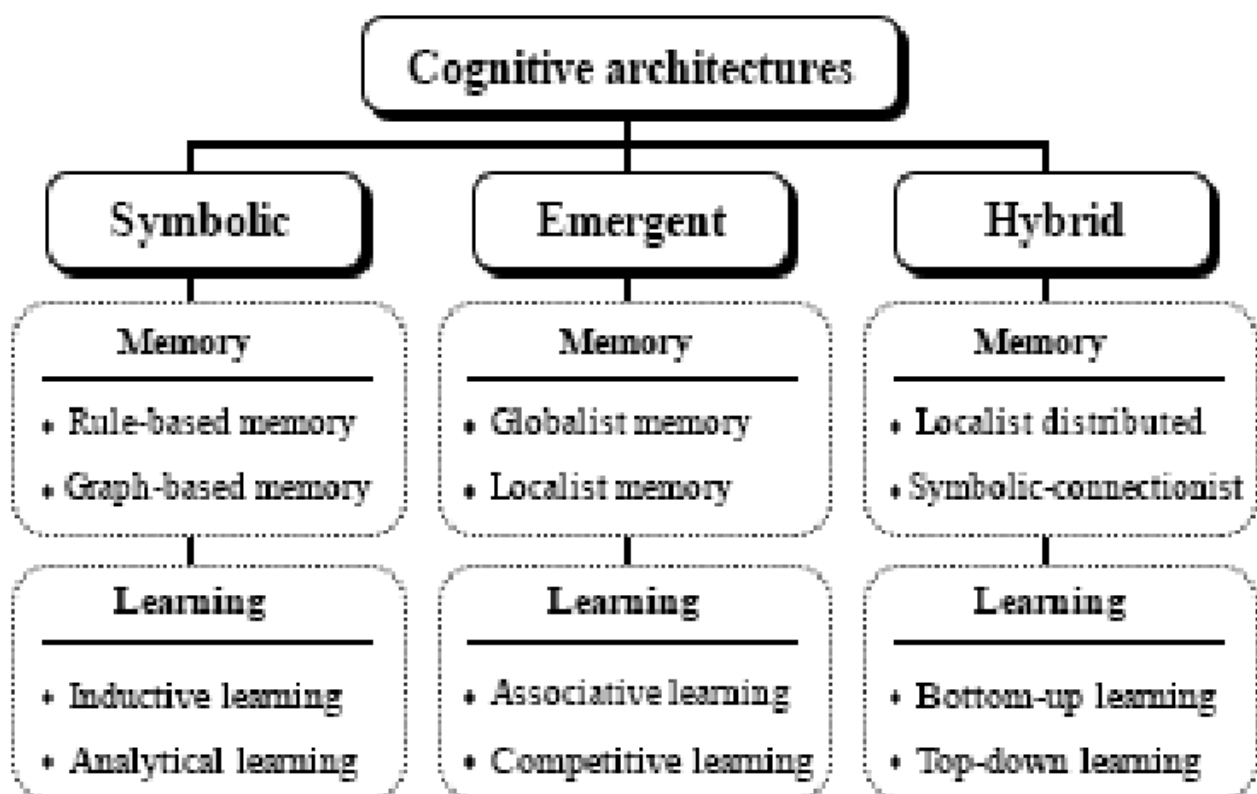 Cognitive architectures
Symbolic
Emergent
Hybrid
Memory
• Rule-based memory
• Graph-based memory
Memory
• Globalist memory
• Localist memory
Memory
• Localist distributed
• Symbolic-connectionist
Learning
• Inductive learning
• Analytical learning
Learning
• Associative learning
• Competitive learning
Learning
• Bottom-up learning
• Top-down learning